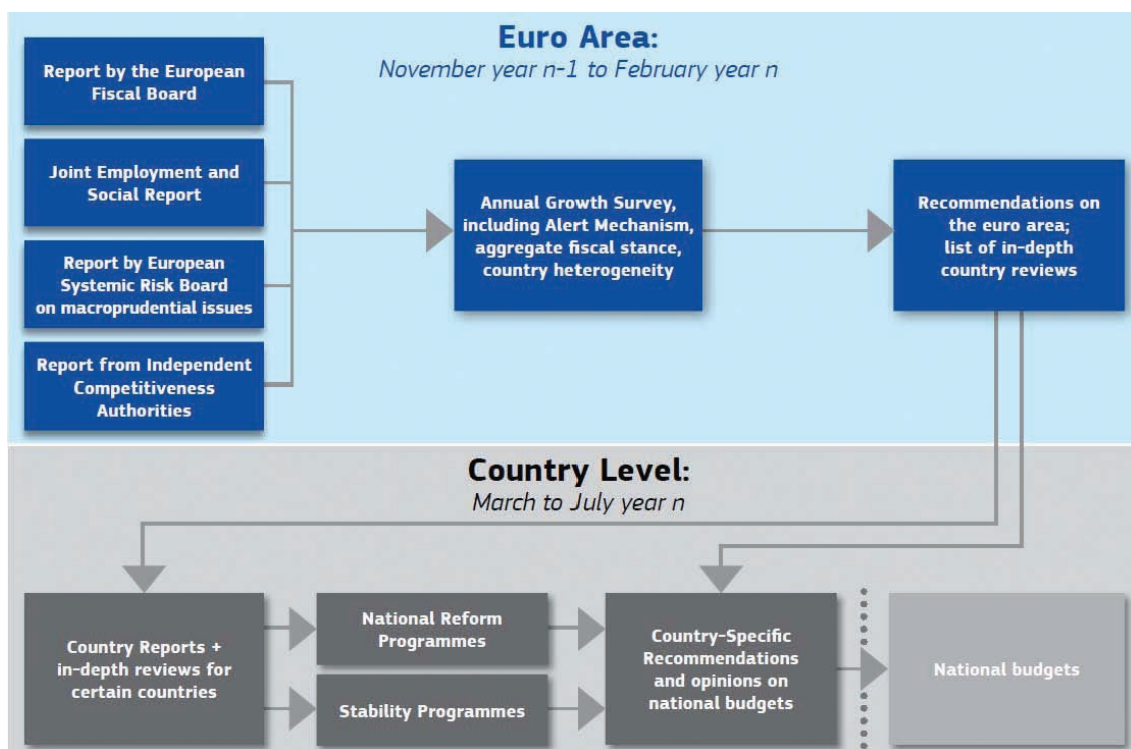 Euro Area:
November year n-1 to February year n
Report by the European
Fiscal Board
Joint Employment and
Social Report
Report by European
Systemic Risk Board
on macroprudential issues
Report from Independent
Competitiveness
Authorities
Annual Growth Survey,
including Alert Mechanism,
aggregate fiscal stance,
country heterogeneity
Recommendations on
the euro area;
list of in-depth
country reviews
Country Level:
March to July year n
Country Reports +
in-depth reviews for
certain countries
National Reform
Programmes
Stability Programmes
Country-Specific
Recommendations
and opinions on
national budgets
National budgets